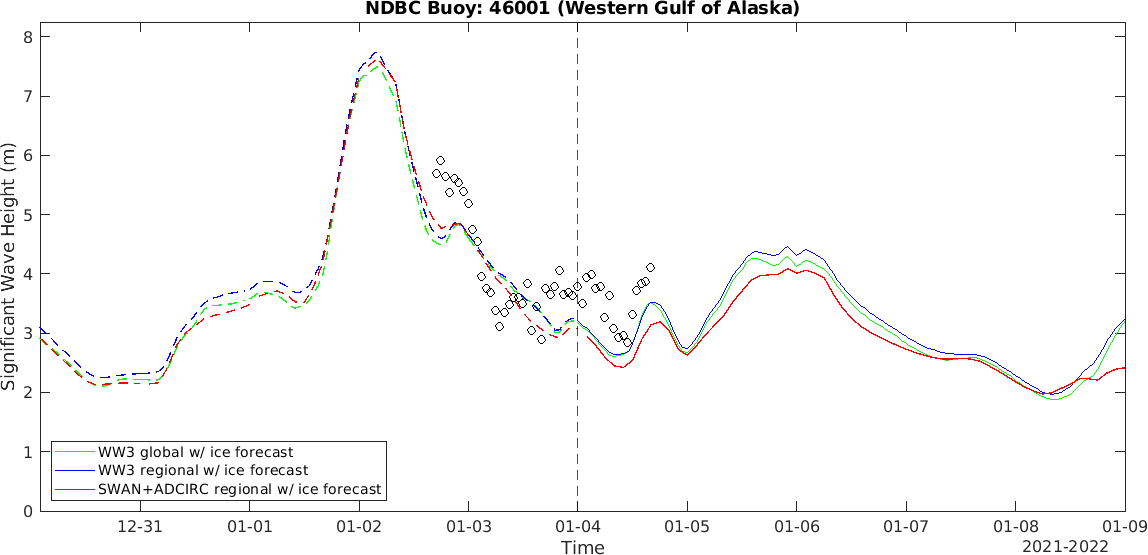 NDBC Buoy: 46001 (Western Gulf of Alaska)
Significant Wave Height (m)
8
7
6
5
4
3
2
1
0
WW3 global w/ ice forecast
WW3 regional w/ ice forecast
SWAN+ADCIRC regional w/ ice forecast
12-31 01-01 01-02 01-03 01-04 01-05 01-06 01-07 01-08 01-09
Time
2021-2022